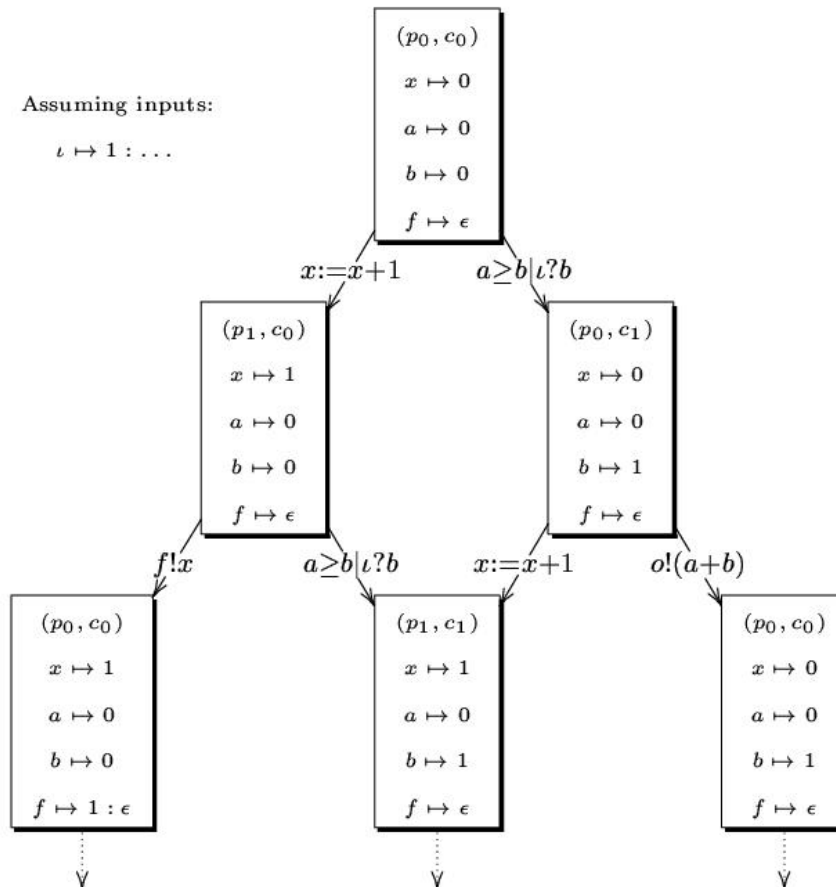 (p₀, c₀)
x ↦ 0
a ↦ 0
b ↦ 0
f ↦ ϵ
Assuming inputs:
ι ↦ 1 : . . .
x:=x+1
a≥b|ι?b
(p₁, c₀)
x ↦ 1
a ↦ 0
b ↦ 0
f ↦ ϵ
(p₀, c₁)
x ↦ 0
a ↦ 0
b ↦ 1
f ↦ ϵ
f!x
a≥b|ι?b
x:=x+1
o!(a+b)
(p₀, c₀)
x ↦ 1
a ↦ 0
b ↦ 0
f ↦ 1 : ϵ
(p₁, c₁)
x ↦ 1
a ↦ 0
b ↦ 1
f ↦ ϵ
(p₀, c₀)
x ↦ 0
a ↦ 0
b ↦ 1
f ↦ ϵ